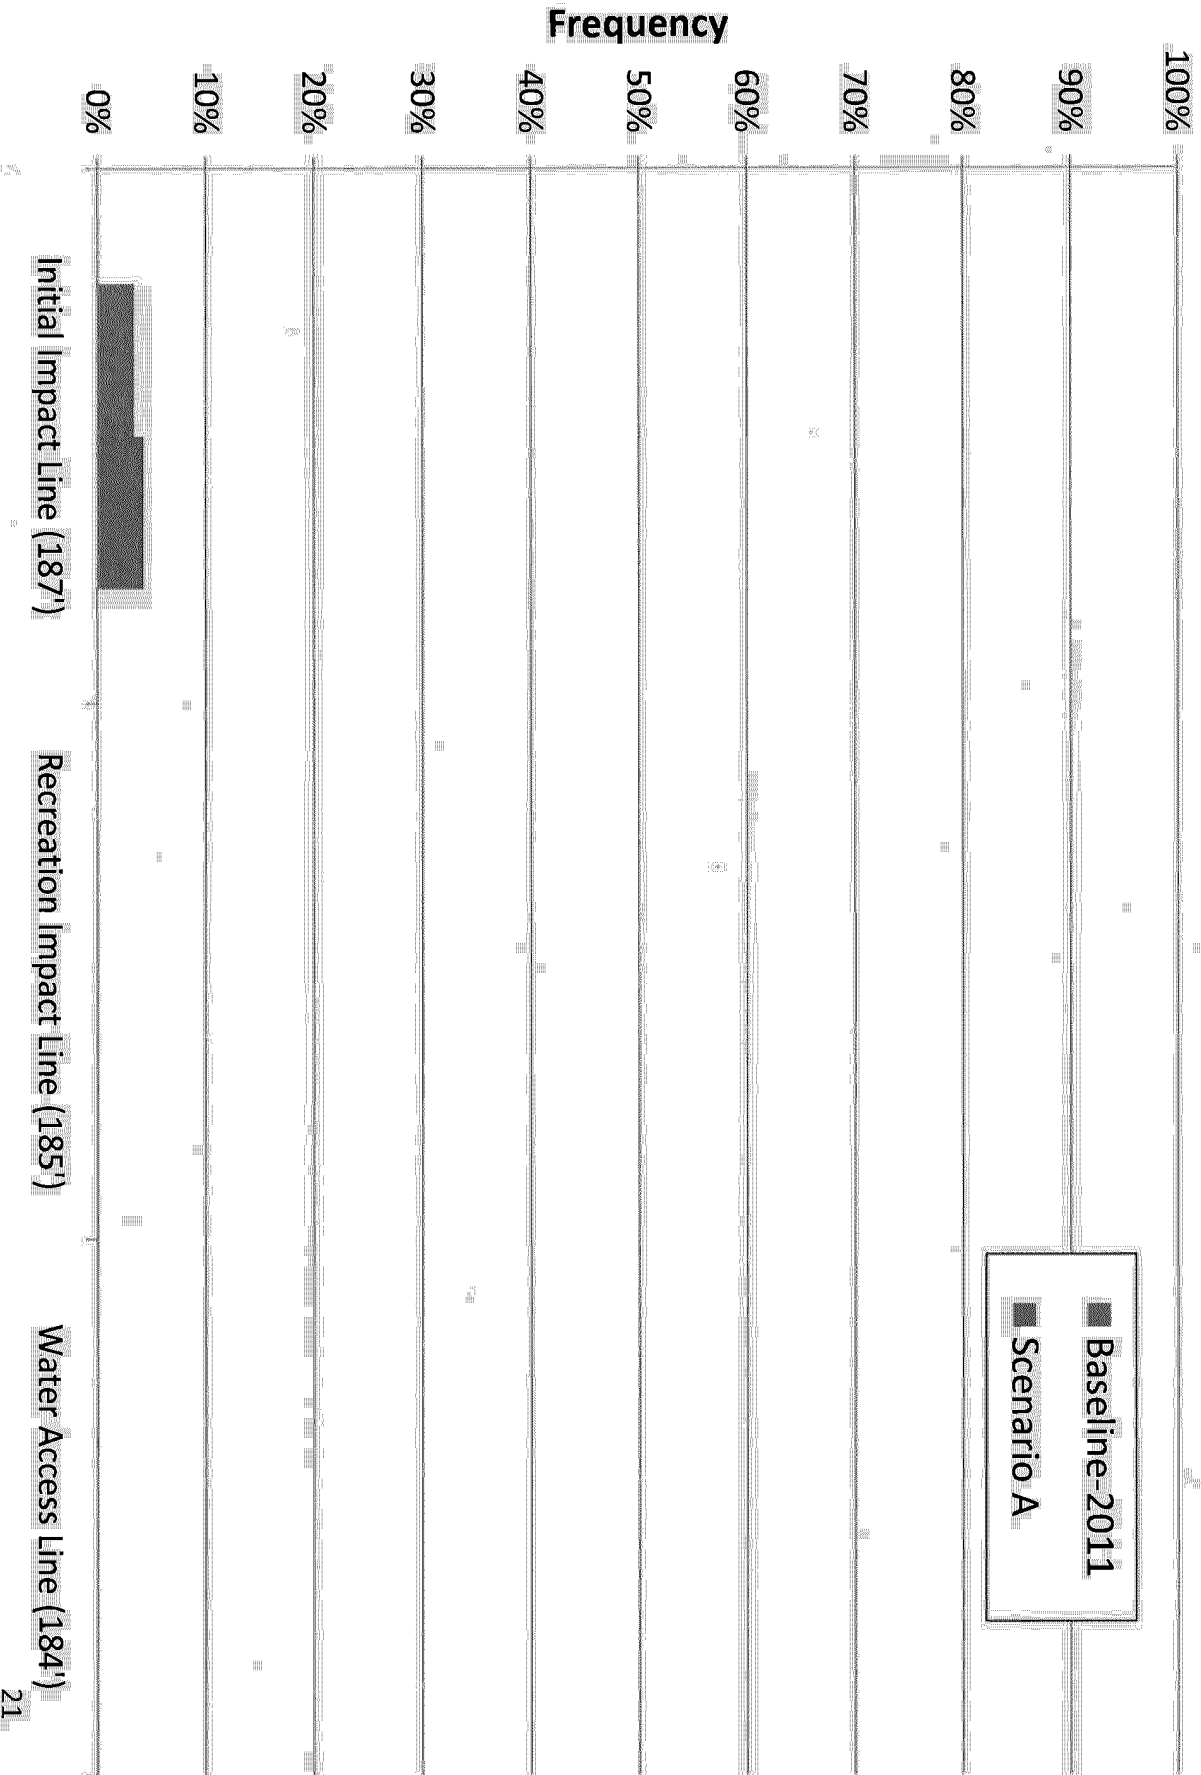 Frequency
100%
90%
80%
70%
60%
50%
40%
30%
20%
10%
0%
Baseline-2011
Scenario A
Initial Impact Line (187')
Recreation Impact Line (185')
Water Access Line (184')
21